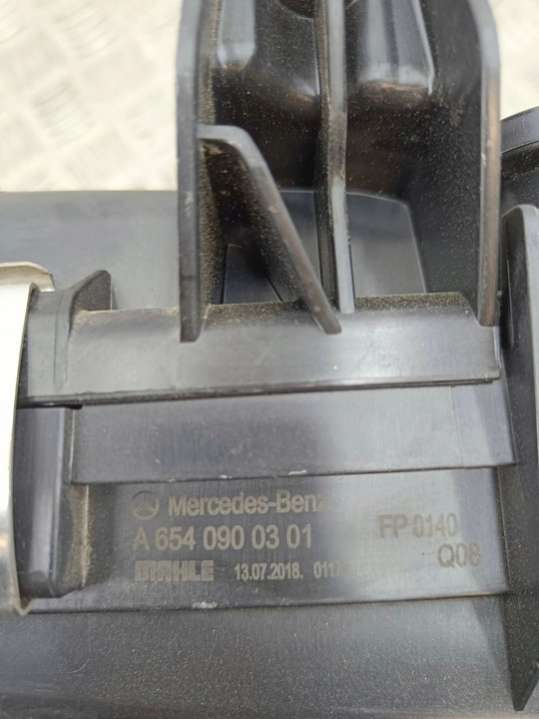 Mercedes-Benz
A 654 090 03 01 FP 0140
MAHLE 13.07.2018. Q08